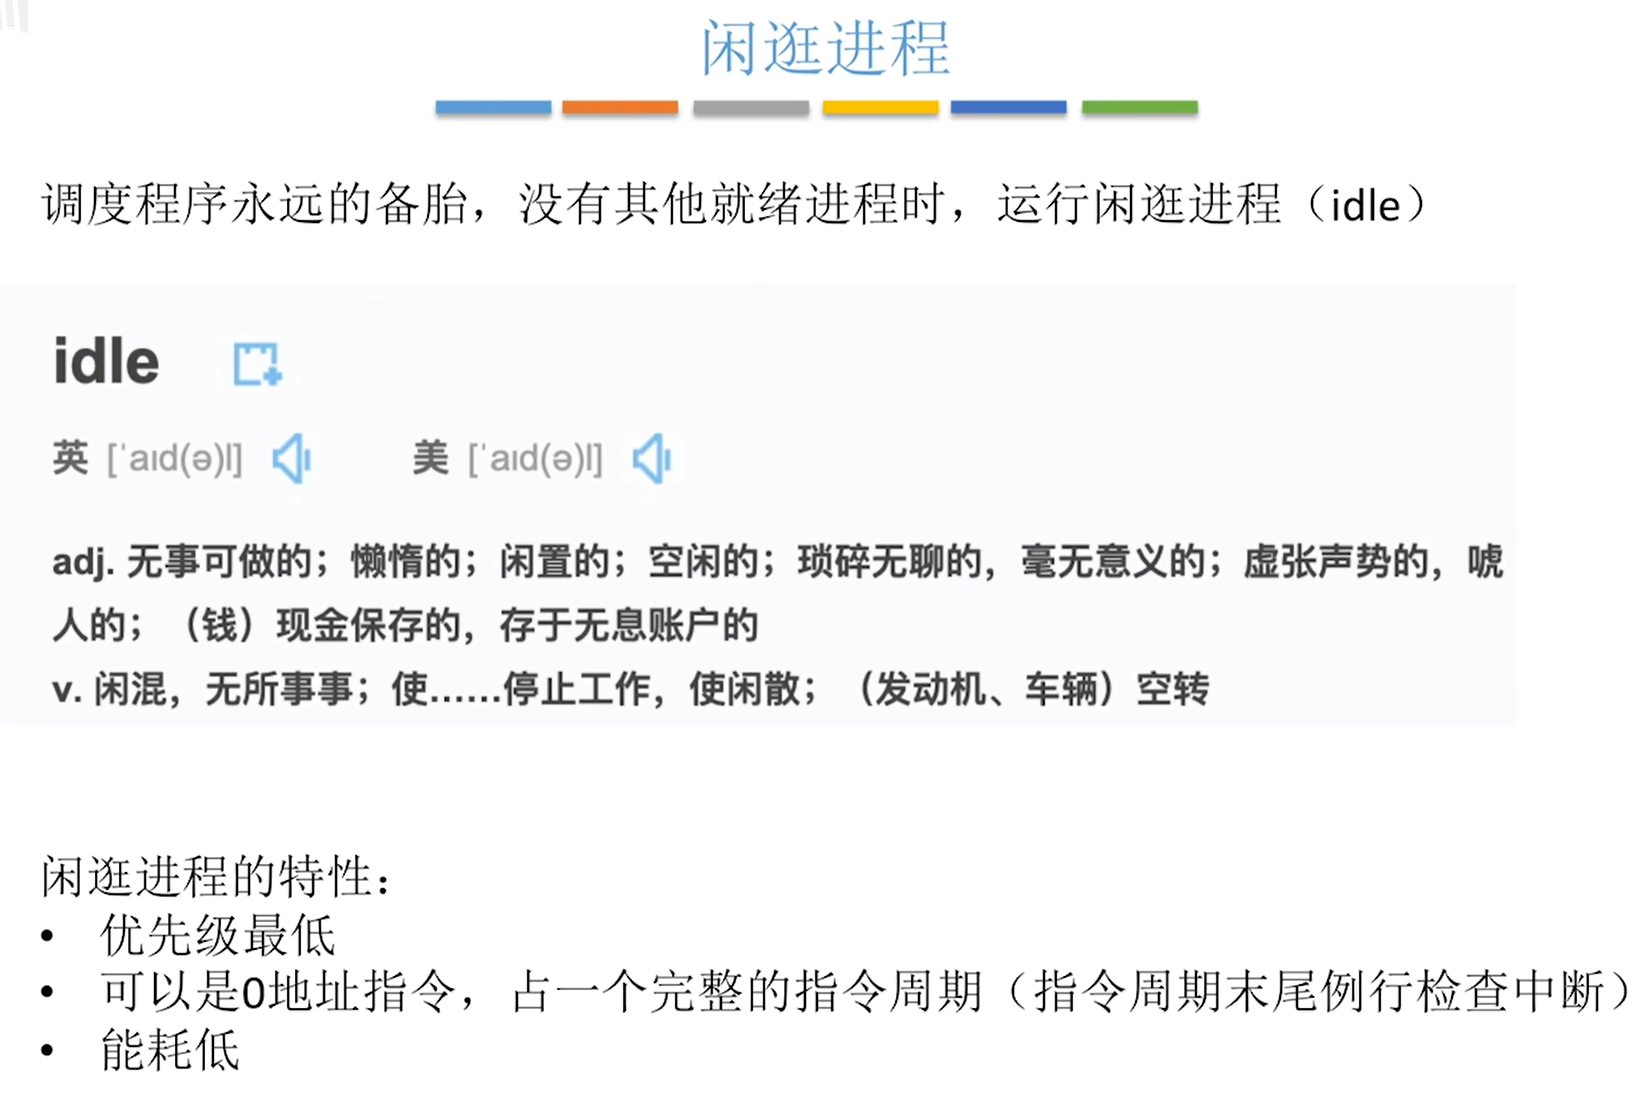 闲逛进程
调度程序永远的备胎，没有其他就绪进程时，运行闲逛进程（idle）
idle
英 [ˈaɪd(ə)l] 美 [ˈaɪd(ə)l]
adj. 无事可做的；懒惰的；闲置的；空闲的；琐碎无聊的，毫无意义的；虚张声势的，唬
人的；（钱）现金保存的，存于无息账户的
v. 闲混，无所事事；使……停止工作，使闲散；（发动机、车辆）空转
闲逛进程的特性：
• 优先级最低
• 可以是0地址指令，占一个完整的指令周期（指令周期末尾例行检查中断）
• 能耗低